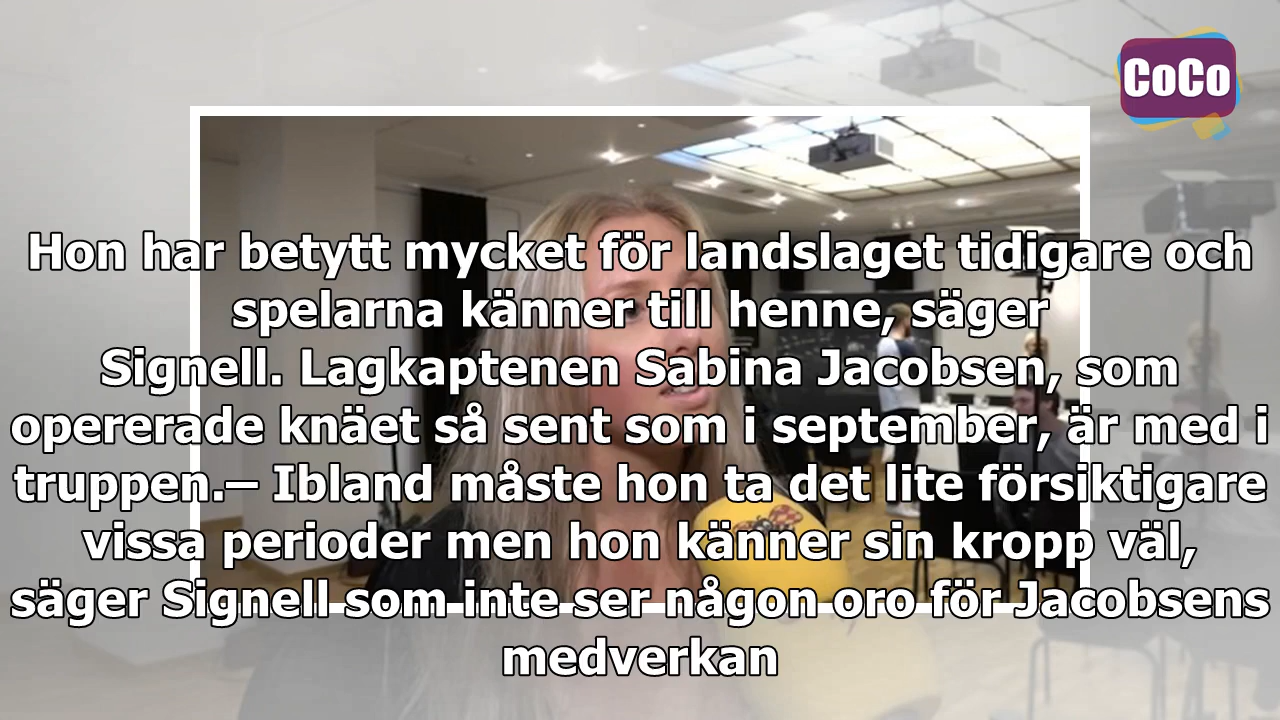 CoCo
Hon har betytt mycket för landslaget tidigare och
spelarna känner till henne, säger
Signell. Lagkaptenen Sabina Jacobsen, som
opererade knäet så sent som i september, är med i
truppen.– Ibland måste hon ta det lite försiktigare
vissa perioder men hon känner sin kropp väl,
säger Signell som inte ser någon oro för Jacobsens
medverkan